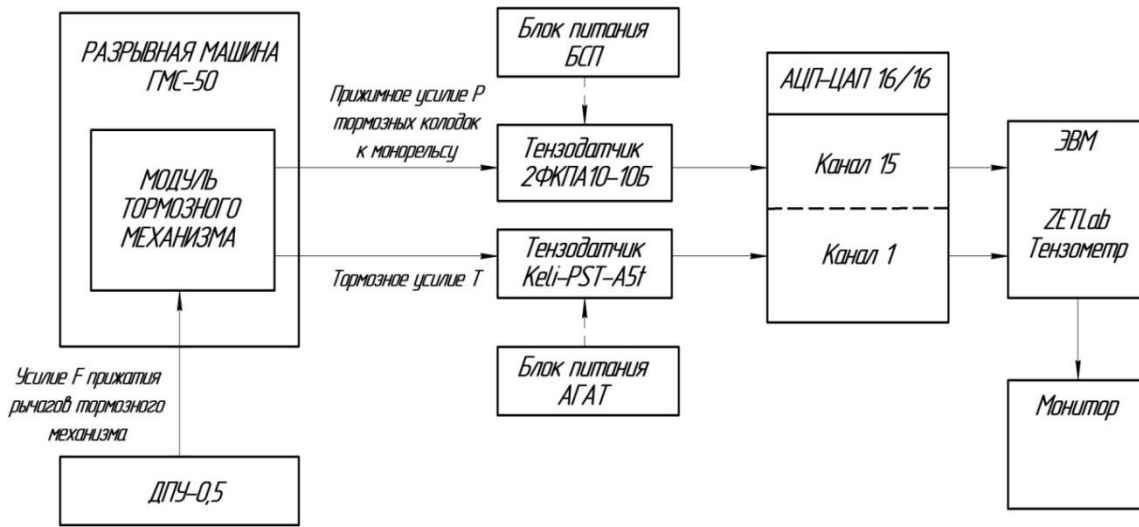 РАЗРЫВНАЯ МАШИНА
ГМС-50
МОДУЛЬ
ТОРМОЗНОГО
МЕХАНИЗМА
Усилие F прижатия
рычагов тормозного
механизма
ДПУ-0,5
Прижимное усилие P
тормозных колодок
к монорельсу
Тормозное усилие Т
Блок питания
БСП
Тензодатчик
2ФКПА10-10Б
Тензодатчик
Keli-PST-A5t
Блок питания
АГАТ
АЦП-ЦАП 16/16
Канал 15
Канал 1
ЭВМ
ZETLab
Тензометр
Монитор